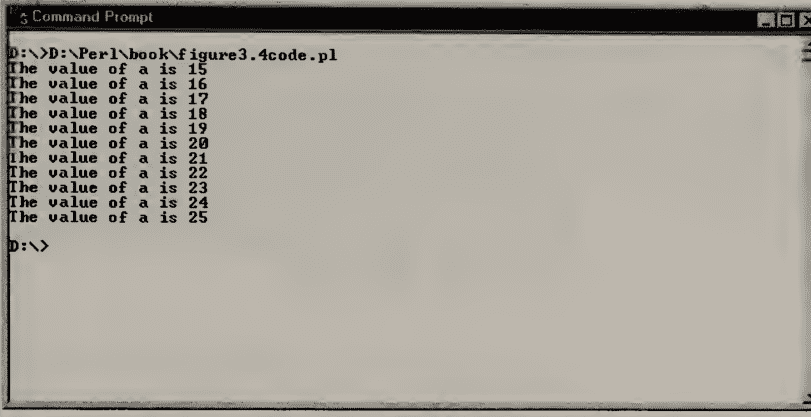 Command Prompt
D:\>D:\Perl\book\figure3.4code.pl
The value of a is 15
The value of a is 16
The value of a is 17
The value of a is 18
The value of a is 19
The value of a is 20
The value of a is 21
The value of a is 22
The value of a is 23
The value of a is 24
The value of a is 25
D:\>